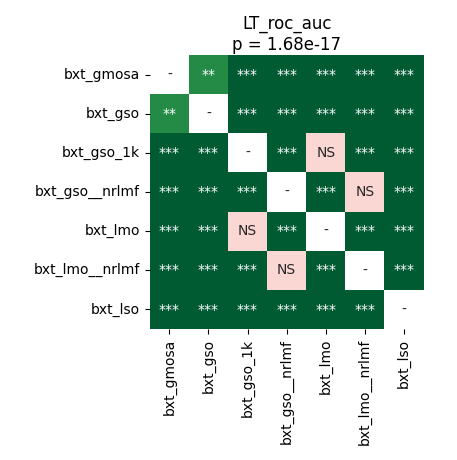 LT_roc_auc
p = 1.68e-17
bxt_gmosa - ** *** *** *** *** ***
bxt_gso ** - *** *** *** *** ***
bxt_gso_1k *** *** - *** NS *** ***
bxt_gso__nrlmf *** *** *** - *** NS ***
bxt_lmo *** *** NS *** - *** ***
bxt_lmo__nrlmf *** *** *** NS *** - ***
bxt_lso *** *** *** *** *** *** -
bxt_gmosa
bxt_gso
bxt_gso_1k
bxt_gso__nrlmf
bxt_lmo
bxt_lmo__nrlmf
bxt_lso